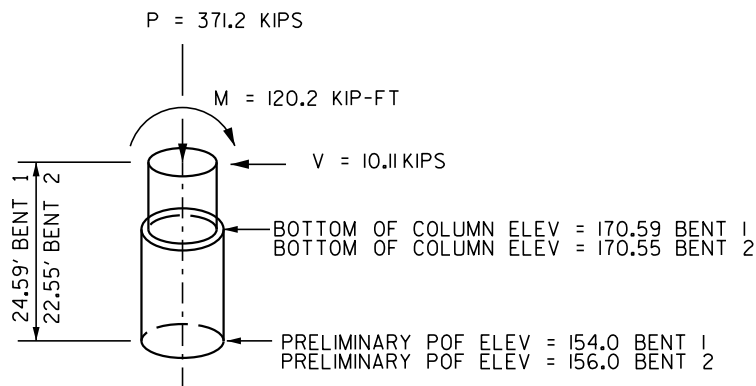 P = 371.2 KIPS
M = 120.2 KIP-FT
V = 10.11 KIPS
24.59' BENT 1
22.55' BENT 2
BOTTOM OF COLUMN ELEV = 170.59 BENT 1
BOTTOM OF COLUMN ELEV = 170.55 BENT 2
PRELIMINARY POF ELEV = 154.0 BENT 1
PRELIMINARY POF ELEV = 156.0 BENT 2